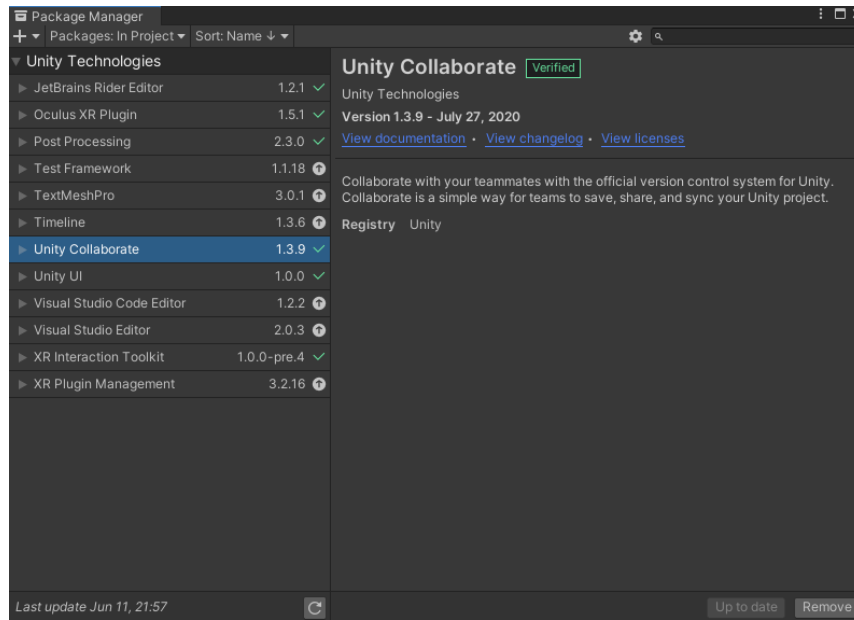 Package Manager
Packages: In Project Sort: Name ↓
Unity Technologies
JetBrains Rider Editor 1.2.1
Oculus XR Plugin 1.5.1
Post Processing 2.3.0
Test Framework 1.1.18
TextMeshPro 3.0.1
Timeline 1.3.6
Unity Collaborate 1.3.9
Unity UI 1.0.0
Visual Studio Code Editor 1.2.2
Visual Studio Editor 2.0.3
XR Interaction Toolkit 1.0.0-pre.4
XR Plugin Management 3.2.16
Last update Jun 11, 21:57
Unity Collaborate Verified
Unity Technologies
Version 1.3.9 - July 27, 2020
View documentation • View changelog • View licenses
Collaborate with your teammates with the official version control system for Unity.
Collaborate is a simple way for teams to save, share, and sync your Unity project.
Registry Unity
Up to date Remove